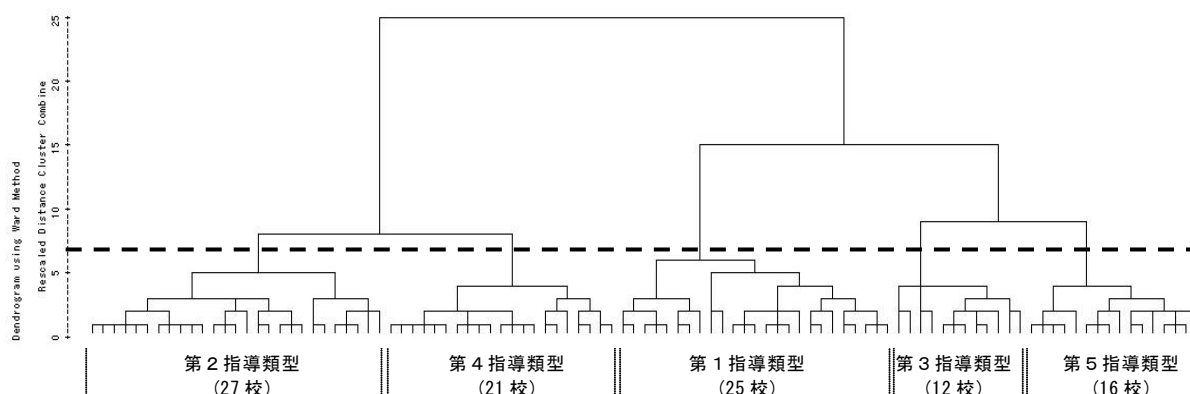 Dendrogram using Ward Method
Rescaled Distance Cluster Combine
25
20
15
10
5
0
第２指導類型
(27 校)
第４指導類型
(21 校)
第１指導類型
(25 校)
第３指導類型
(12 校)
第５指導類型
(16 校)